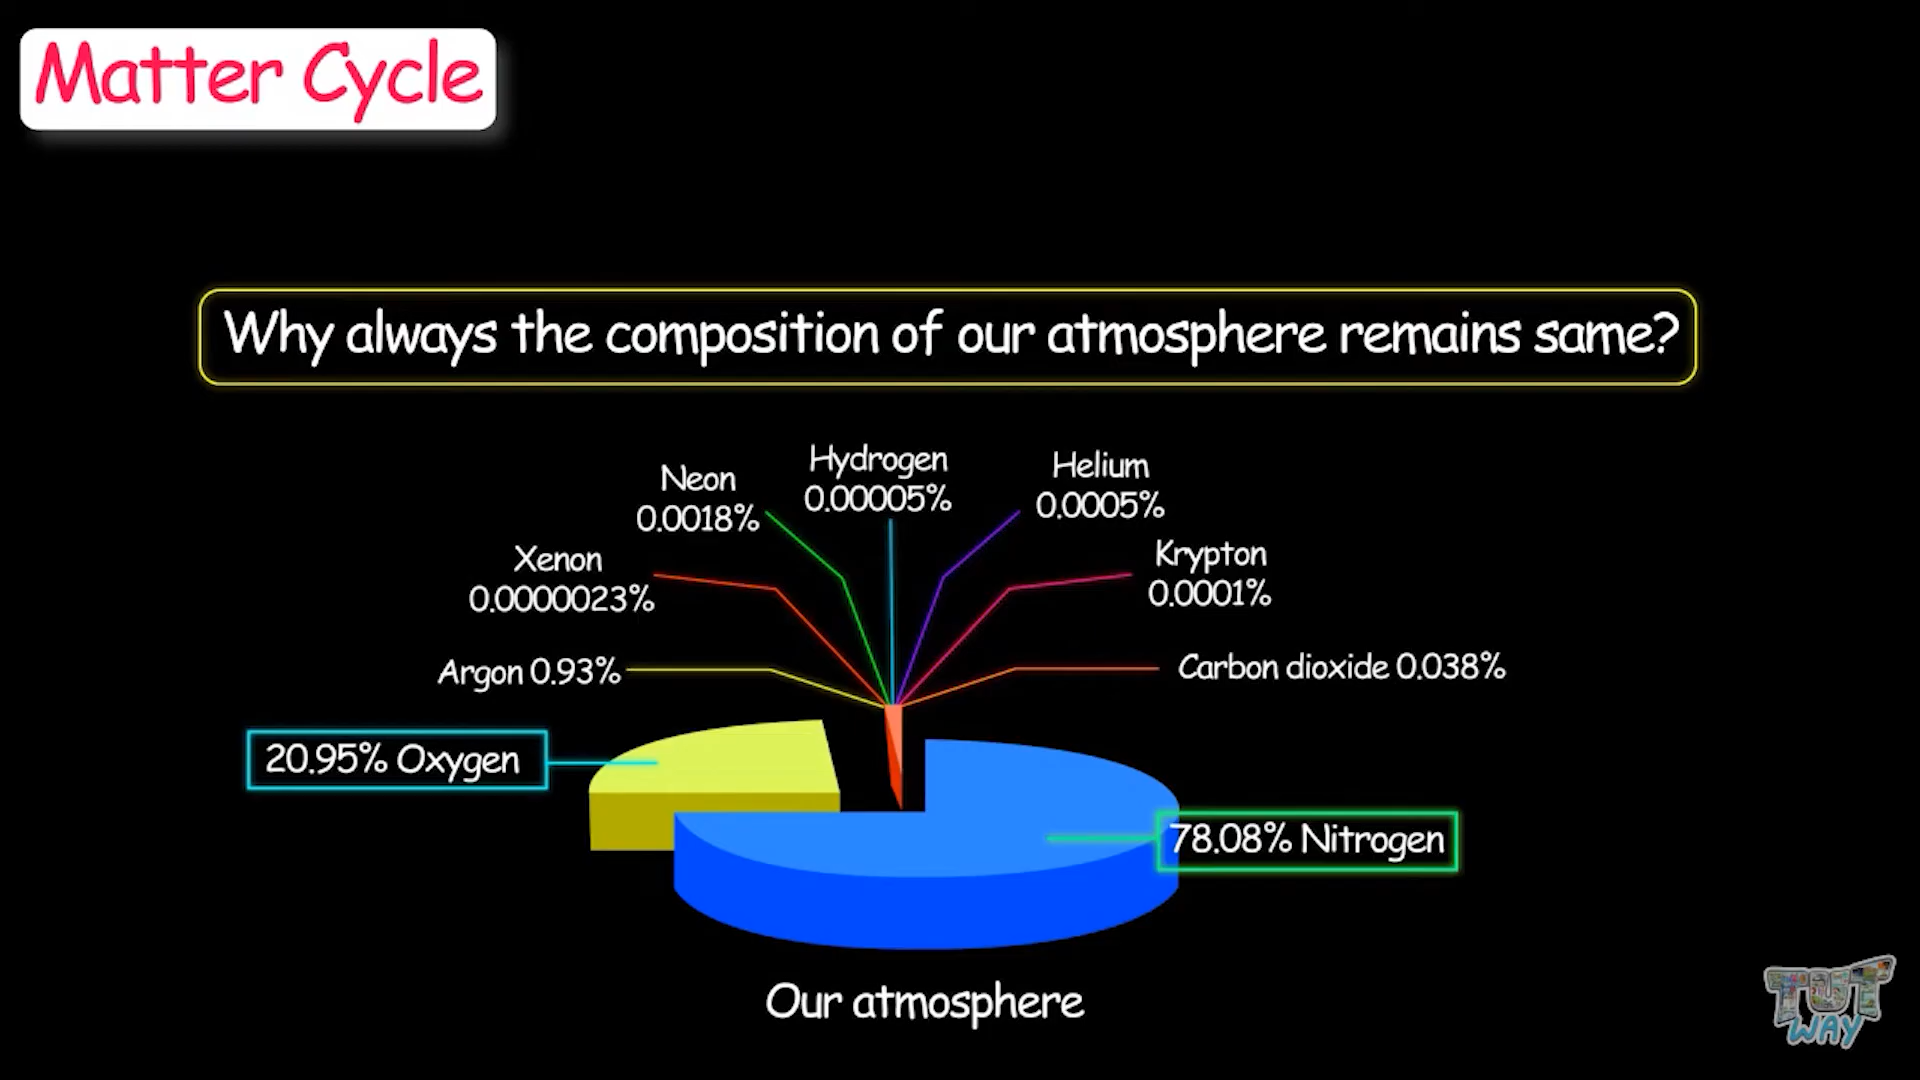 Matter Cycle
Why always the composition of our atmosphere remains same?
Hydrogen
0.00005%
Helium
0.0005%
Neon
0.0018%
Krypton
0.0001%
Xenon
0.0000023%
Argon 0.93%
Carbon dioxide 0.038%
20.95% Oxygen
78.08% Nitrogen
Our atmosphere
TUT
WAY